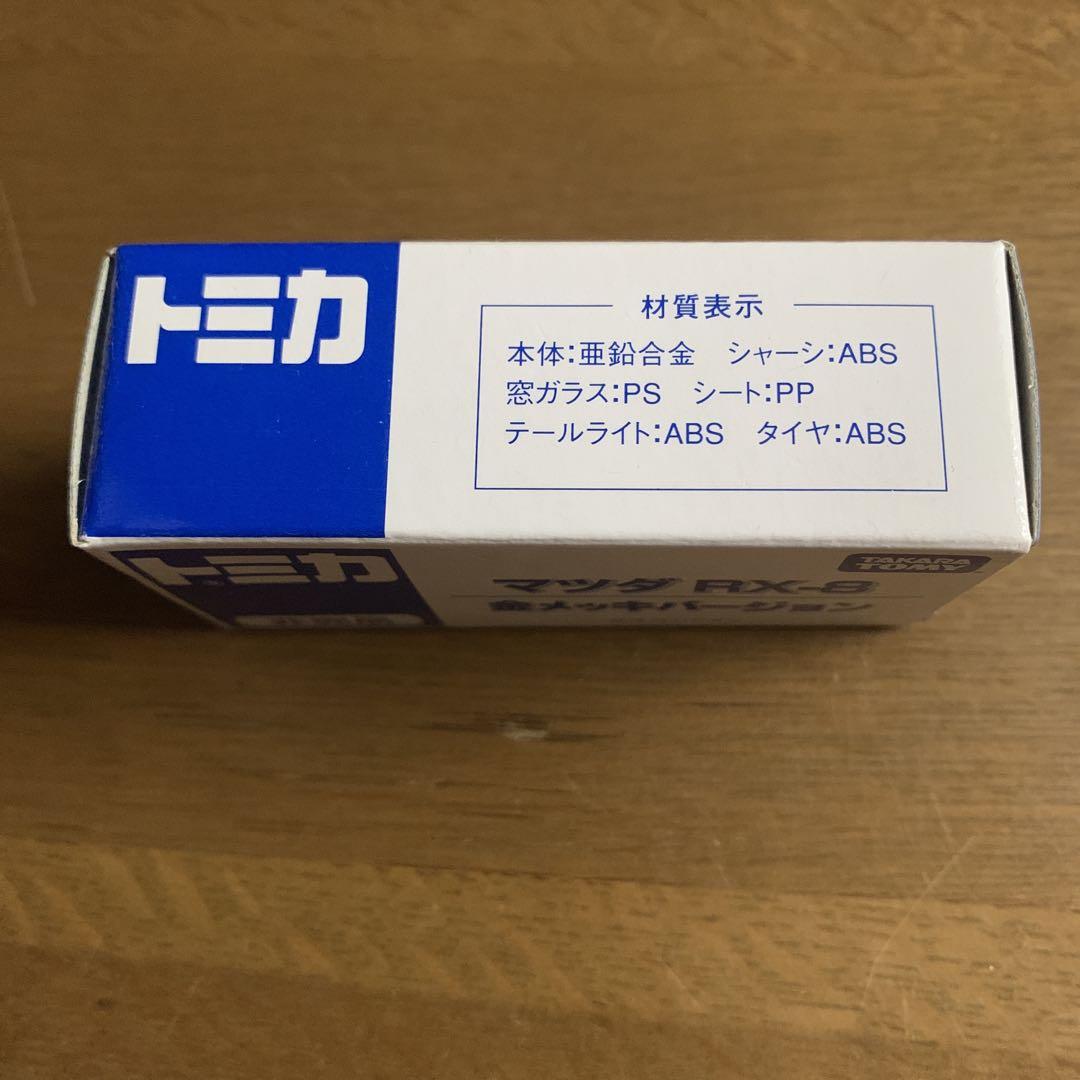 トミカ
材質表示
本体:亜鉛合金 シャーシ:ABS
窓ガラス:PS シート:PP
テールライト:ABS タイヤ:ABS
トミカ
マツダ RX-8
金メッキバージョン
TAKARA
TOMY